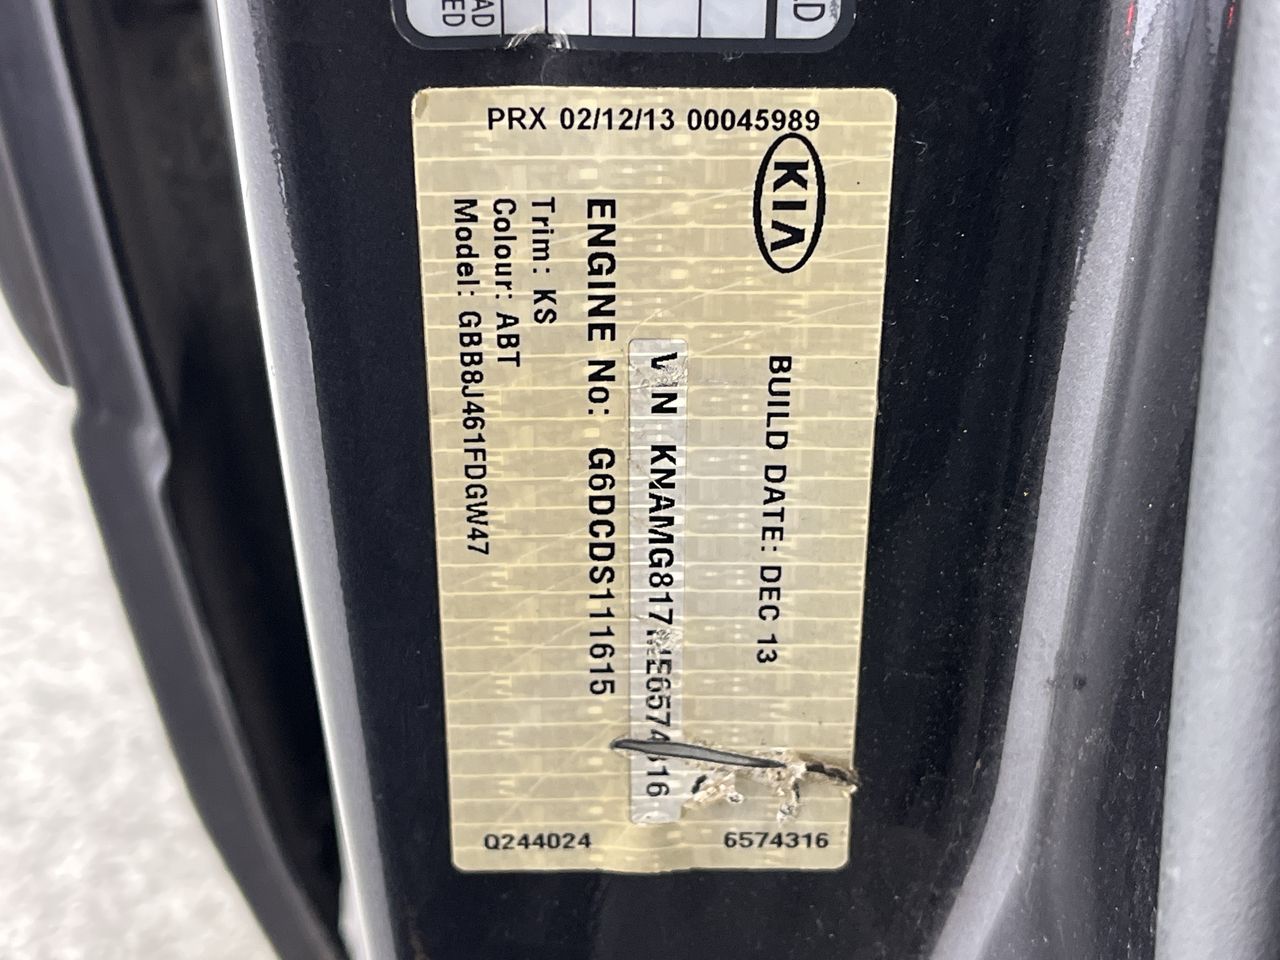 PRX 02/12/13 00045989
KIA
BUILD DATE: DEC 13
VIN
ENGINE No: G6DCDS111615
Trim: KS
Colour: ABT
Model: GBB8J461FDGW47
Q244024
6574316